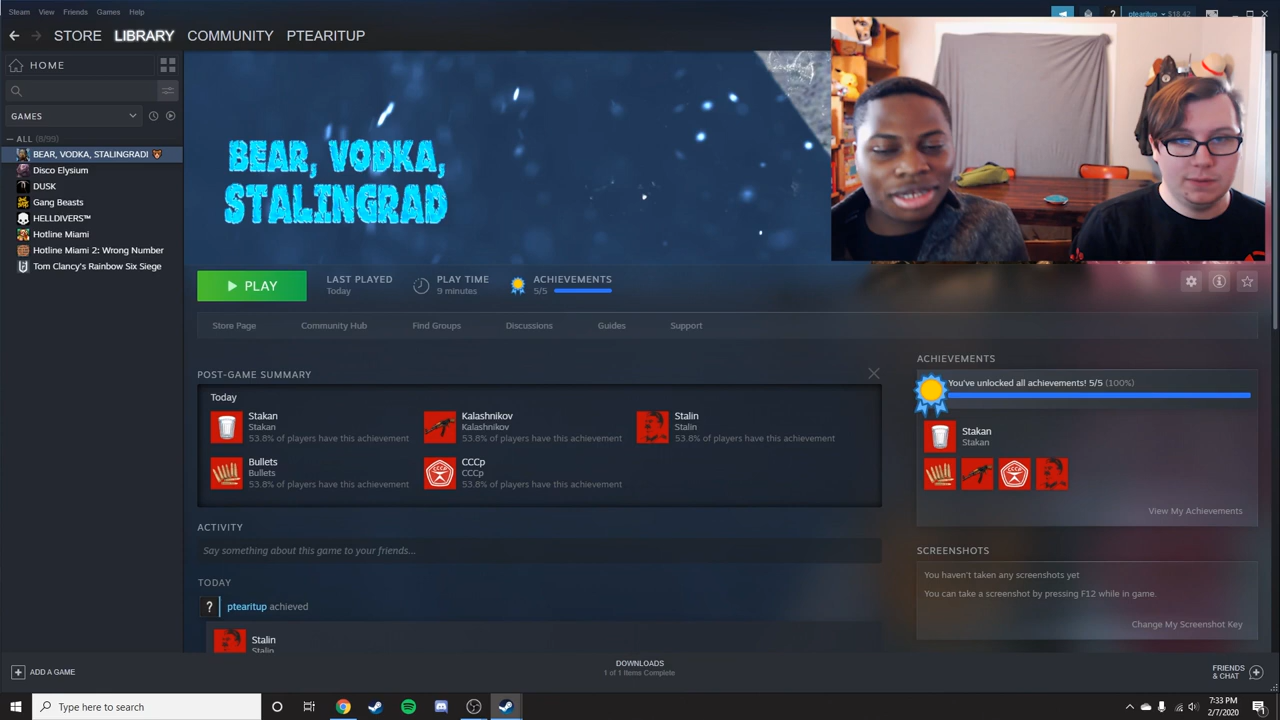 Steam View Friends Games Help
ptearitup $18.42
STORE LIBRARY COMMUNITY PTEARITUP
HOME
GAMES
ALL (8/99)
BEAR, VODKA, STALINGRAD!
Disco Elysium
DUSK
Gang Beasts
HELLDIVERS™
Hotline Miami
Hotline Miami 2: Wrong Number
Tom Clancy's Rainbow Six Siege
BEAR, VODKA,
STALINGRAD
PLAY
LAST PLAYED
Today
PLAY TIME
9 minutes
ACHIEVEMENTS
5/5
Store Page Community Hub Find Groups Discussions Guides Support
POST-GAME SUMMARY
Today
Stakan
Stakan
53.8% of players have this achievement
Kalashnikov
Kalashnikov
53.8% of players have this achievement
Stalin
Stalin
53.8% of players have this achievement
Bullets
Bullets
53.8% of players have this achievement
CCCp
CCCp
53.8% of players have this achievement
ACTIVITY
Say something about this game to your friends...
TODAY
? ptearitup achieved
Stalin
Stalin
ACHIEVEMENTS
You've unlocked all achievements! 5/5 (100%)
Stakan
Stakan
View My Achievements
SCREENSHOTS
You haven't taken any screenshots yet
You can take a screenshot by pressing F12 while in game.
Change My Screenshot Key
ADD A GAME
DOWNLOADS
1 of 1 Items Complete
FRIENDS
& CHAT
Type here to search
7:33 PM
2/7/2020